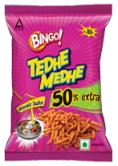 BINGO!
TEDHE
MEDHE
50% extra
Masala Tadka